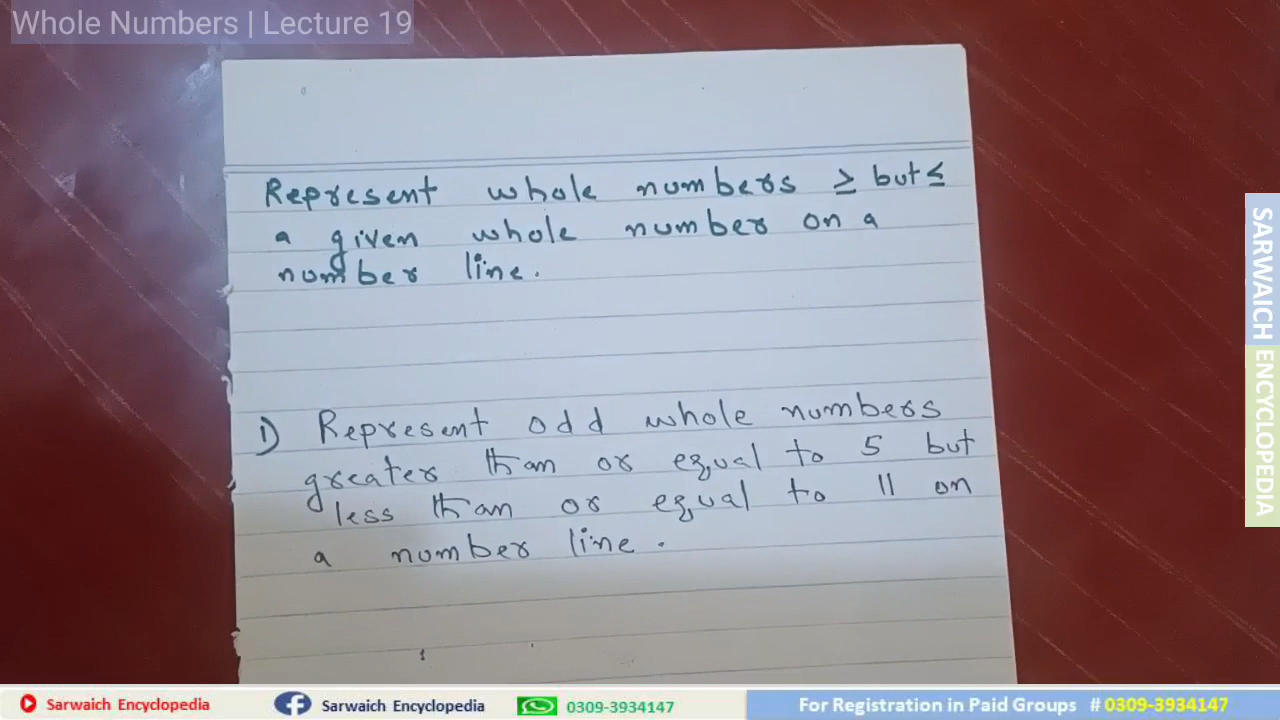 Whole Numbers | Lecture 19
Represent whole numbers ≥ but ≤
a given whole number on a
number line.
1) Represent odd whole numbers
greater than or equal to 5 but
less than or equal to 11 on
a number line.
SARWAICH ENCYCLOPEDIA
Sarwaich Encyclopedia
Sarwaich Encyclopedia
0309-3934147
For Registration in Paid Groups # 0309-3934147